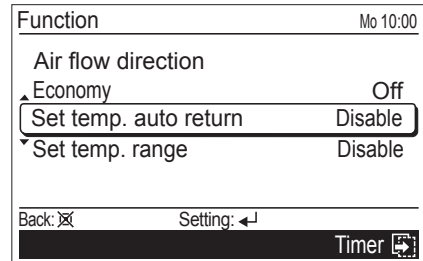 Function Mo 10:00
Air flow direction
Economy Off
Set temp. auto return Disable
Set temp. range Disable
Back: Setting:
Timer